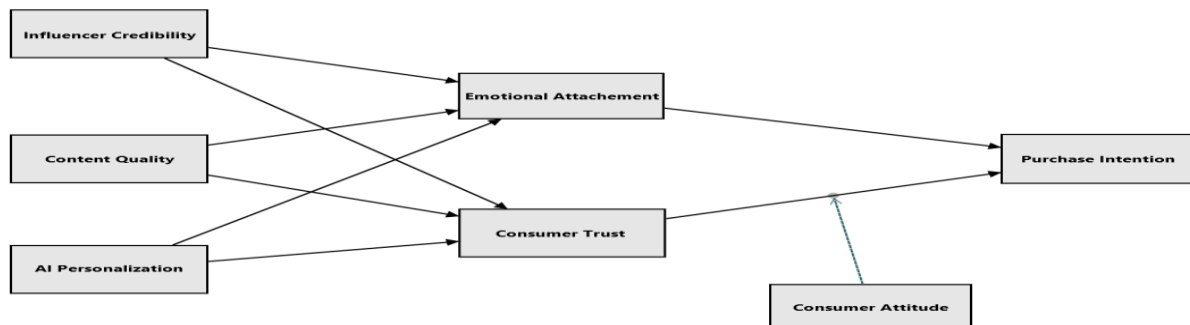 Influencer Credibility
Emotional Attachement
Content Quality
Purchase Intention
Consumer Trust
AI Personalization
Consumer Attitude